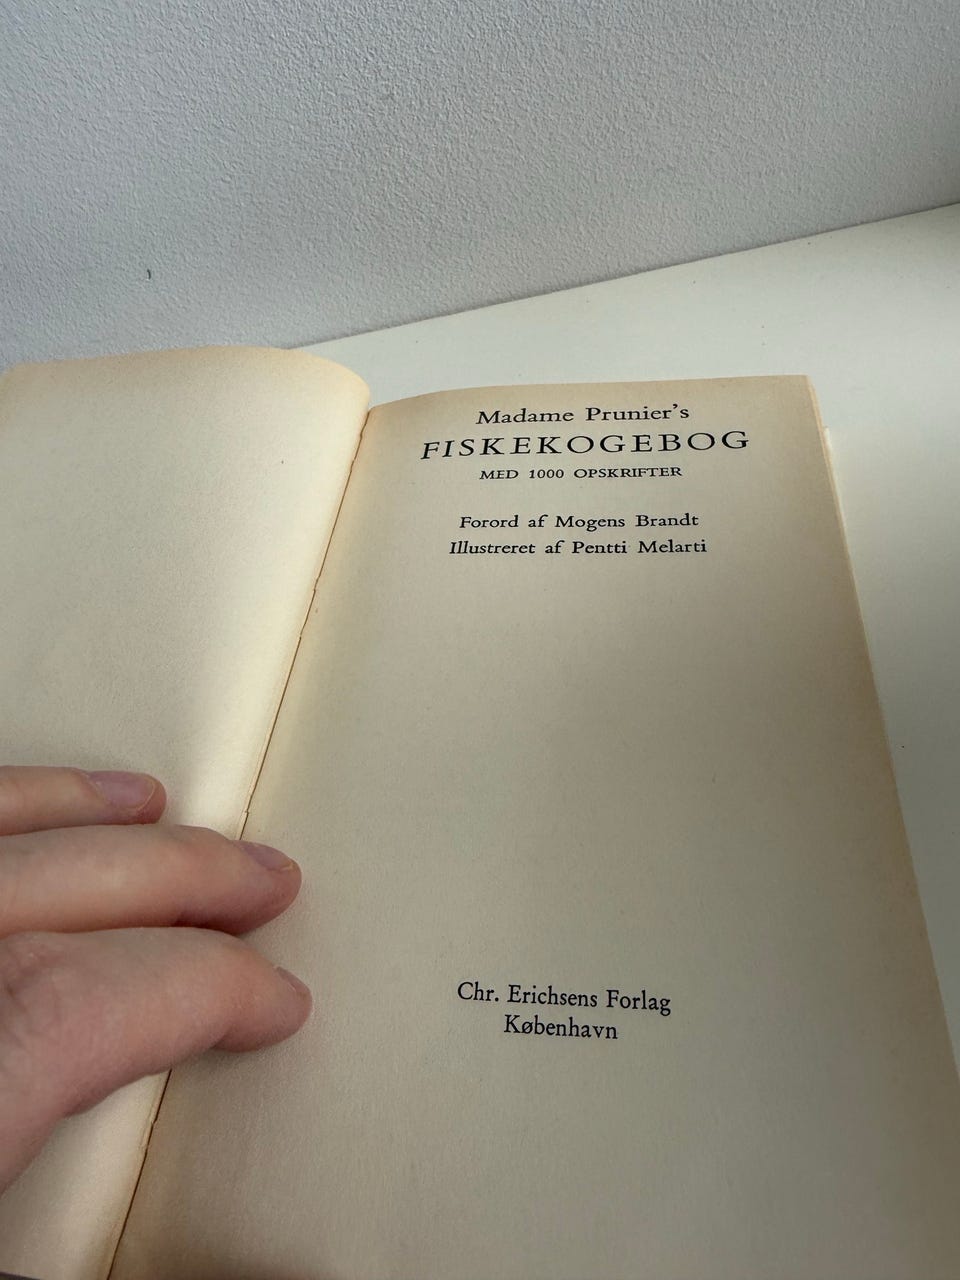 Madame Prunier's
FISKEKOGEBOG
MED 1000 OPSKRIFTER
Forord af Mogens Brandt
Illustreret af Pentti Melarti
Chr. Erichsens Forlag
København